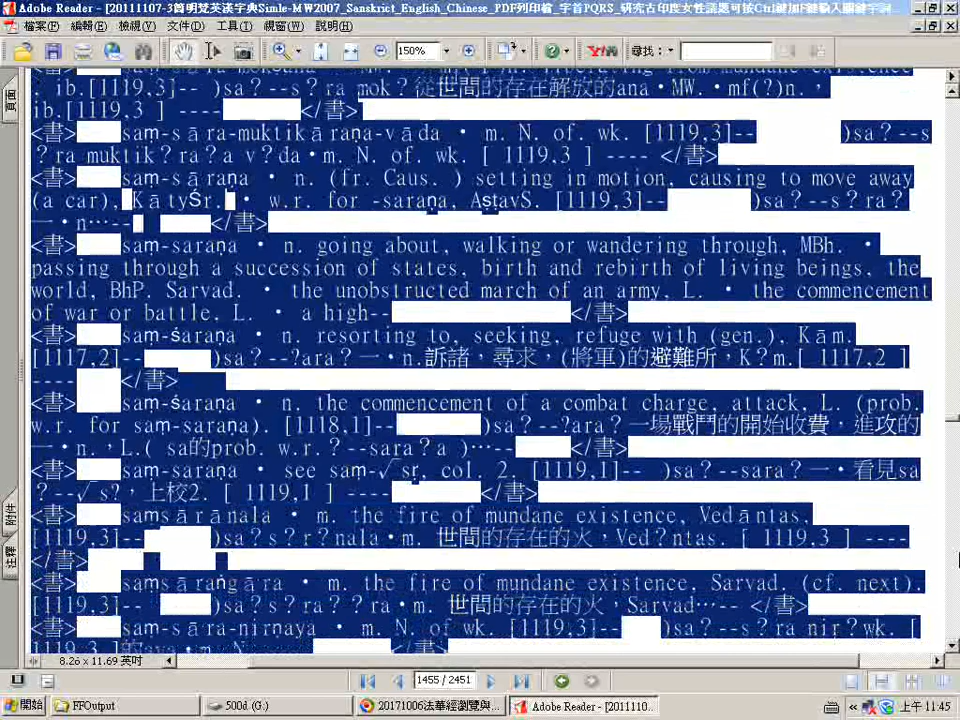 Adobe Reader - [20111107-3簡明梵英漢字典Simle-MW2007_Sanskrit_English_Chinese_PDF列印檔_字首PQRS_研究古印度女性議題可按Ctrl鍵加F鍵輸入關鍵字詞
檔案(F) 編輯(E) 檢視(V) 文件(D) 工具(T) 視窗(W) 說明(H)
150% Y! 尋找：
頁面
. ib.[1119,3]-- )sa？--s？ra mok？從世間的存在解放的ana‧MW.‧mf(?)n.，
ib.[1119,3 ] ---- </書>
<書> saṃ-sāra-muktikāraṇa-vāda ‧ m. N. of. wk. [1119,3]-- )sa？--s
？ra muktik？ra？a v？da‧m. N. of. wk. [ 1119,3 ] ---- </書>
<書> saṃ-sāraṇa ‧ n. (fr. Caus. ) setting in motion, causing to move away
(a car), KātyŚr. ‧ w.r. for -saraṇa, AṣṭavS. [1119,3]-- )sa？--s？ra？
一‧n…-- </書>
<書> saṃ-saraṇa ‧ n. going about, walking or wandering through, MBh. ‧
passing through a succession of states, birth and rebirth of living beings, the
world, BhP. Sarvad. ‧ the unobstructed march of an army, L. ‧ the commencement
of war or battle, L. ‧ a high-- </書>
<書> saṃ-śaraṇa ‧ n. resorting to, seeking, refuge with (gen.), Kām.
[1117,2]-- )sa？--?ara？一‧n.訴諸，尋求，(將軍)的避難所，K？m.[ 1117,2 ]
---- </書>
<書> saṃ-śaraṇa ‧ n. the commencement of a combat charge, attack, L. (prob.
w.r. for saṃ-saraṇa). [1118,1]-- )sa？--?ara？一場戰鬥的開始收費，進攻的
一‧n.，L.( sa的prob. w.r.？--sara？a )…-- </書>
<書> saṃ-saraṇa ‧ see saṃ-√sṛ, col. 2. [1119,1]-- )sa？--sara？一‧看見sa
？--√s?，上校2. [ 1119,1 ] ---- </書>
<書> saṃsārānala ‧ m. the fire of mundane existence, Vedāntas.
[1119,3]-- )sa？s？r？nala‧m. 世間的存在的火，Ved？ntas. [ 1119,3 ] ----
</書>
<書> saṃsārāṅgāra ‧ m. the fire of mundane existence, Sarvad. (cf. next).
[1119,3]-- )sa？s？ra？？ra‧m. 世間的存在的火，Sarvad…-- </書>
<書> saṃ-sāra-nirṇaya ‧ m. N. of wk. [1119,3]-- )sa？--s？ra nir？wk. [
附件
注釋
8.26 x 11.69 英吋
1455 / 2451
開始 FFOutput 500d (G:) 20171006法華經瀏覽與... Adobe Reader - [2011110... 上午 11:45